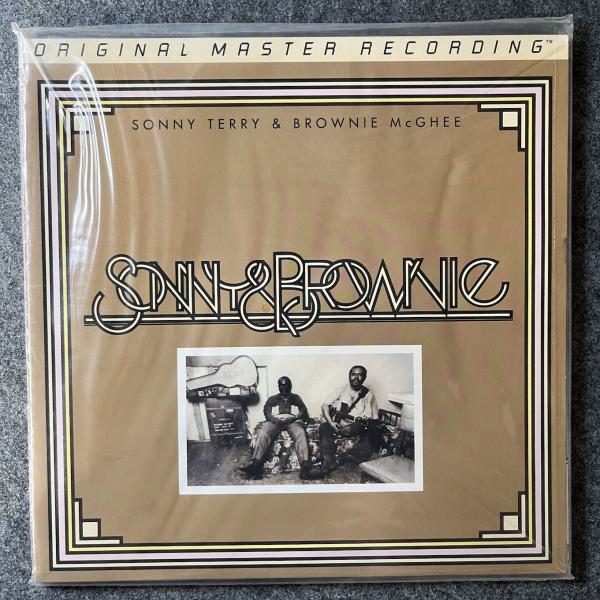 ORIGINAL MASTER RECORDING™
SONNY TERRY & BROWNIE McGHEE
SONNY & BROWNIE